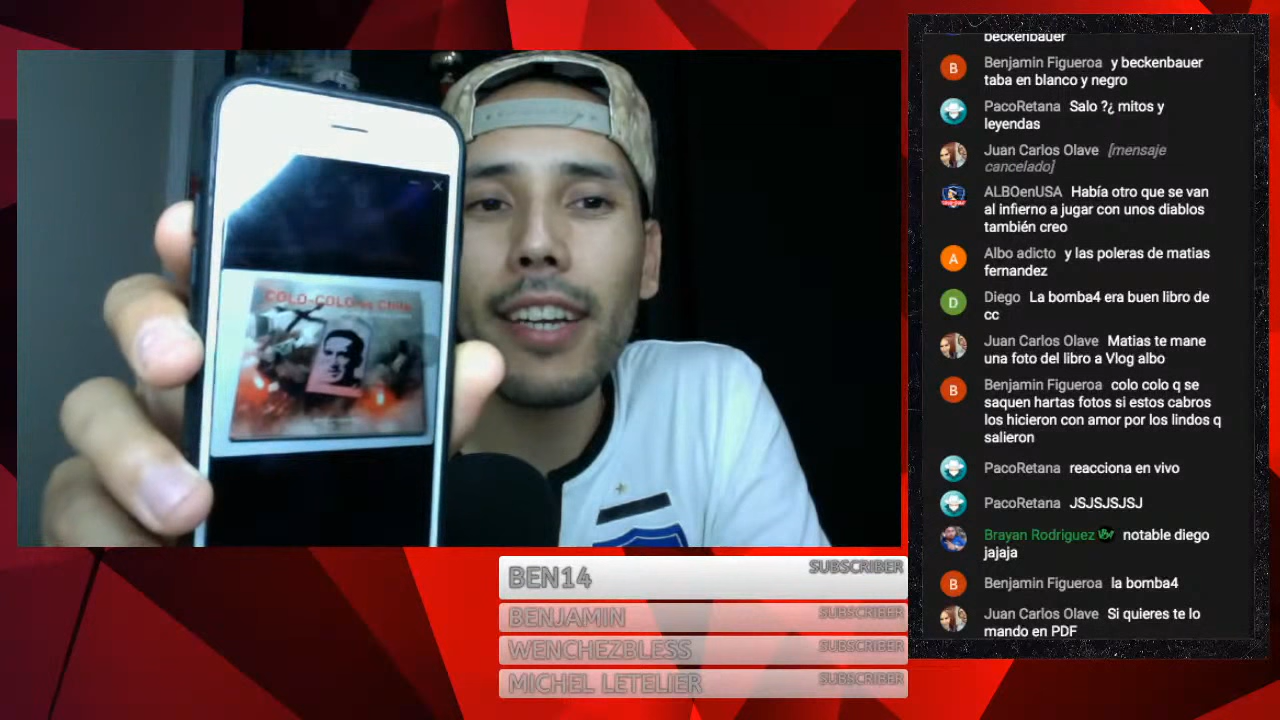 COLO-COLO vs Chile
BEN14
SUBSCRIBER
BENJAMIN
SUBSCRIBER
WENCHEZBLESS
SUBSCRIBER
MICHEL LETELIER
SUBSCRIBER
beckenbauer
B
Benjamin Figueroa y beckenbauer
taba en blanco y negro
PacoRetana Salo ?¿ mitos y
leyendas
Juan Carlos Olave [mensaje
cancelado]
ALBOenUSA Había otro que se van
al infierno a jugar con unos diablos
también creo
A
Albo adicto y las poleras de matias
fernandez
D
Diego La bomba4 era buen libro de
cc
Juan Carlos Olave Matias te mane
una foto del libro a Vlog albo
B
Benjamin Figueroa colo colo q se
saquen hartas fotos si estos cabros
los hicieron con amor por los lindos q
salieron
PacoRetana reacciona en vivo
PacoRetana JSJSJSJSJ
Brayan Rodriguez notable diego
jajaja
B
Benjamin Figueroa la bomba4
Juan Carlos Olave Si quieres te lo
mando en PDF